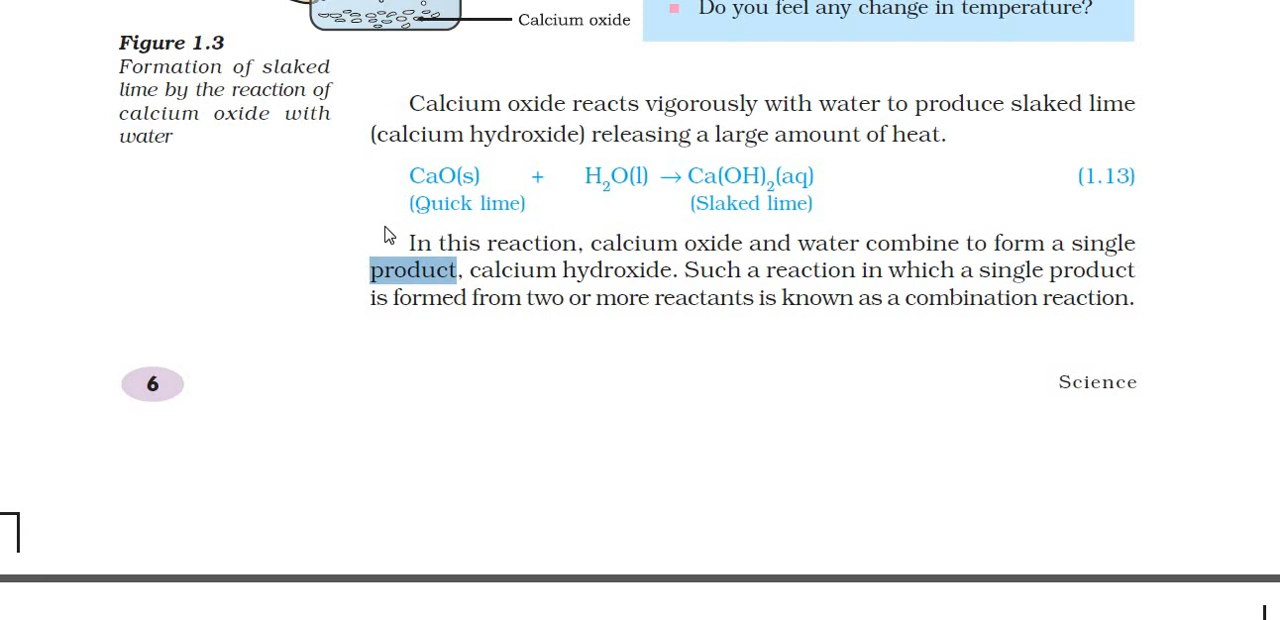 Calcium oxide
Do you feel any change in temperature?
Figure 1.3
Formation of slaked
lime by the reaction of
calcium oxide with
water
Calcium oxide reacts vigorously with water to produce slaked lime
(calcium hydroxide) releasing a large amount of heat.
CaO(s) + H₂O(l) → Ca(OH)₂(aq) (1.13)
(Quick lime) (Slaked lime)
In this reaction, calcium oxide and water combine to form a single
product, calcium hydroxide. Such a reaction in which a single product
is formed from two or more reactants is known as a combination reaction.
6
Science